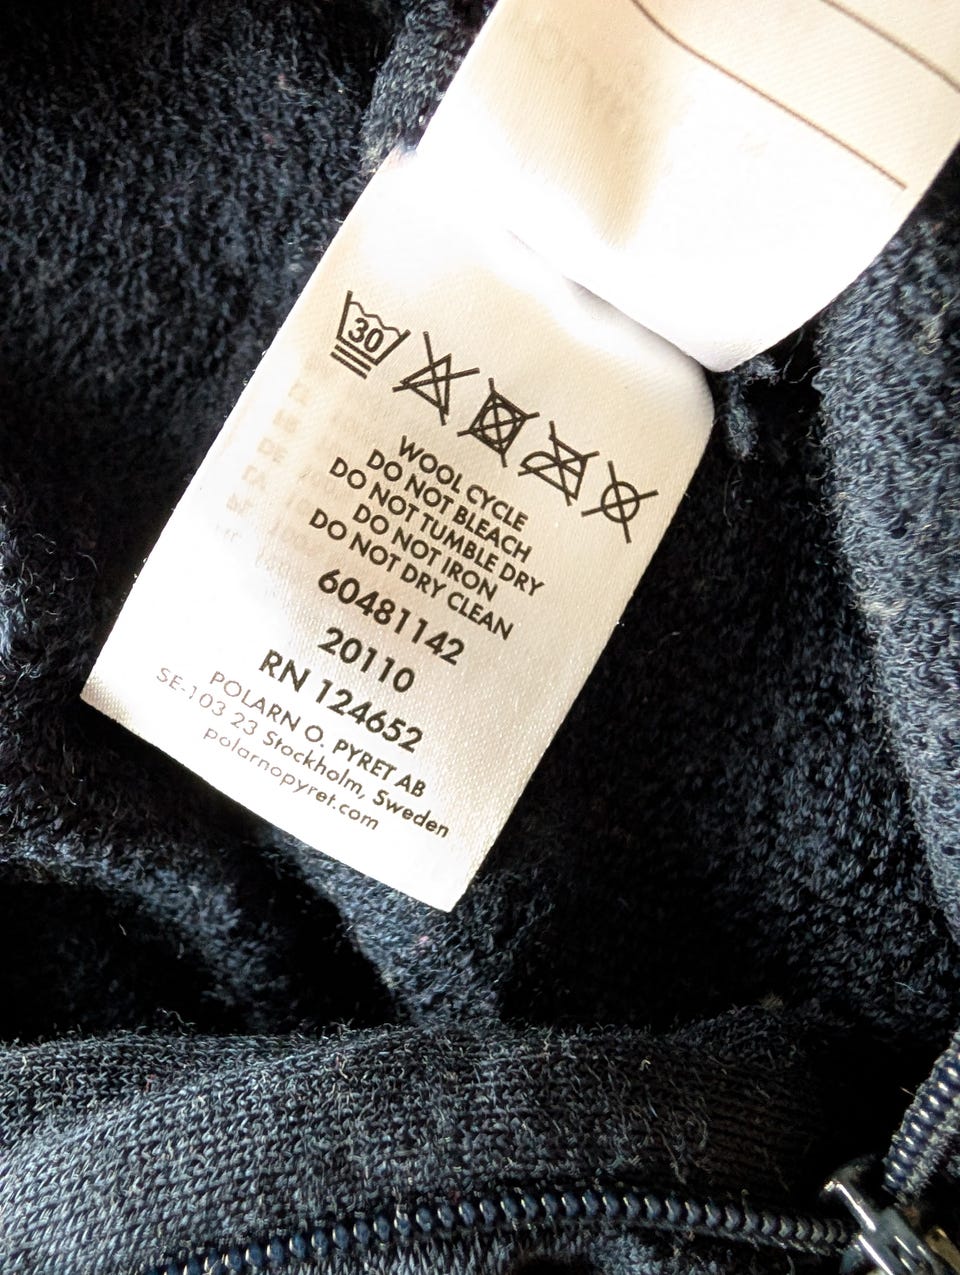 30
WOOL CYCLE
DO NOT BLEACH
DO NOT TUMBLE DRY
DO NOT IRON
DO NOT DRY CLEAN
60481142
20110
RN 124652
POLARN O. PYRET AB
SE-103 23 Stockholm, Sweden
polarnopyret.com